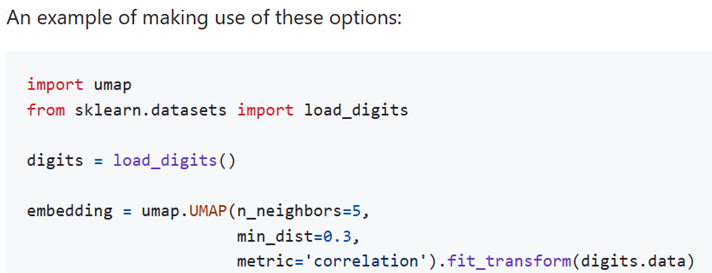 An example of making use of these options:
import umap
from sklearn.datasets import load_digits
digits = load_digits()
embedding = umap.UMAP(n_neighbors=5,
min_dist=0.3,
metric='correlation').fit_transform(digits.data)